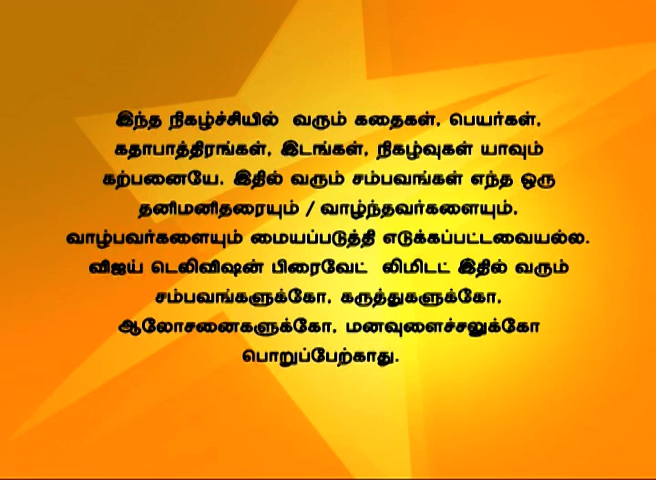 இந்த நிகழ்ச்சியில் வரும் கதைகள், பெயர்கள்,
கதாபாத்திரங்கள், இடங்கள், நிகழ்வுகள் யாவும்
கற்பனையே. இதில் வரும் சம்பவங்கள் எந்த ஒரு
தனிமனிதரையும் / வாழ்ந்தவர்களையும்,
வாழ்பவர்களையும் மையப்படுத்தி எடுக்கப்பட்டவையல்ல.
விஜய் டெலிவிஷன் பிரைவேட் லிமிடட் இதில் வரும்
சம்பவங்களுக்கோ, கருத்துகளுக்கோ,
ஆலோசனைகளுக்கோ, மனவுளைச்சலுக்கோ
பொறுப்பேற்காது.